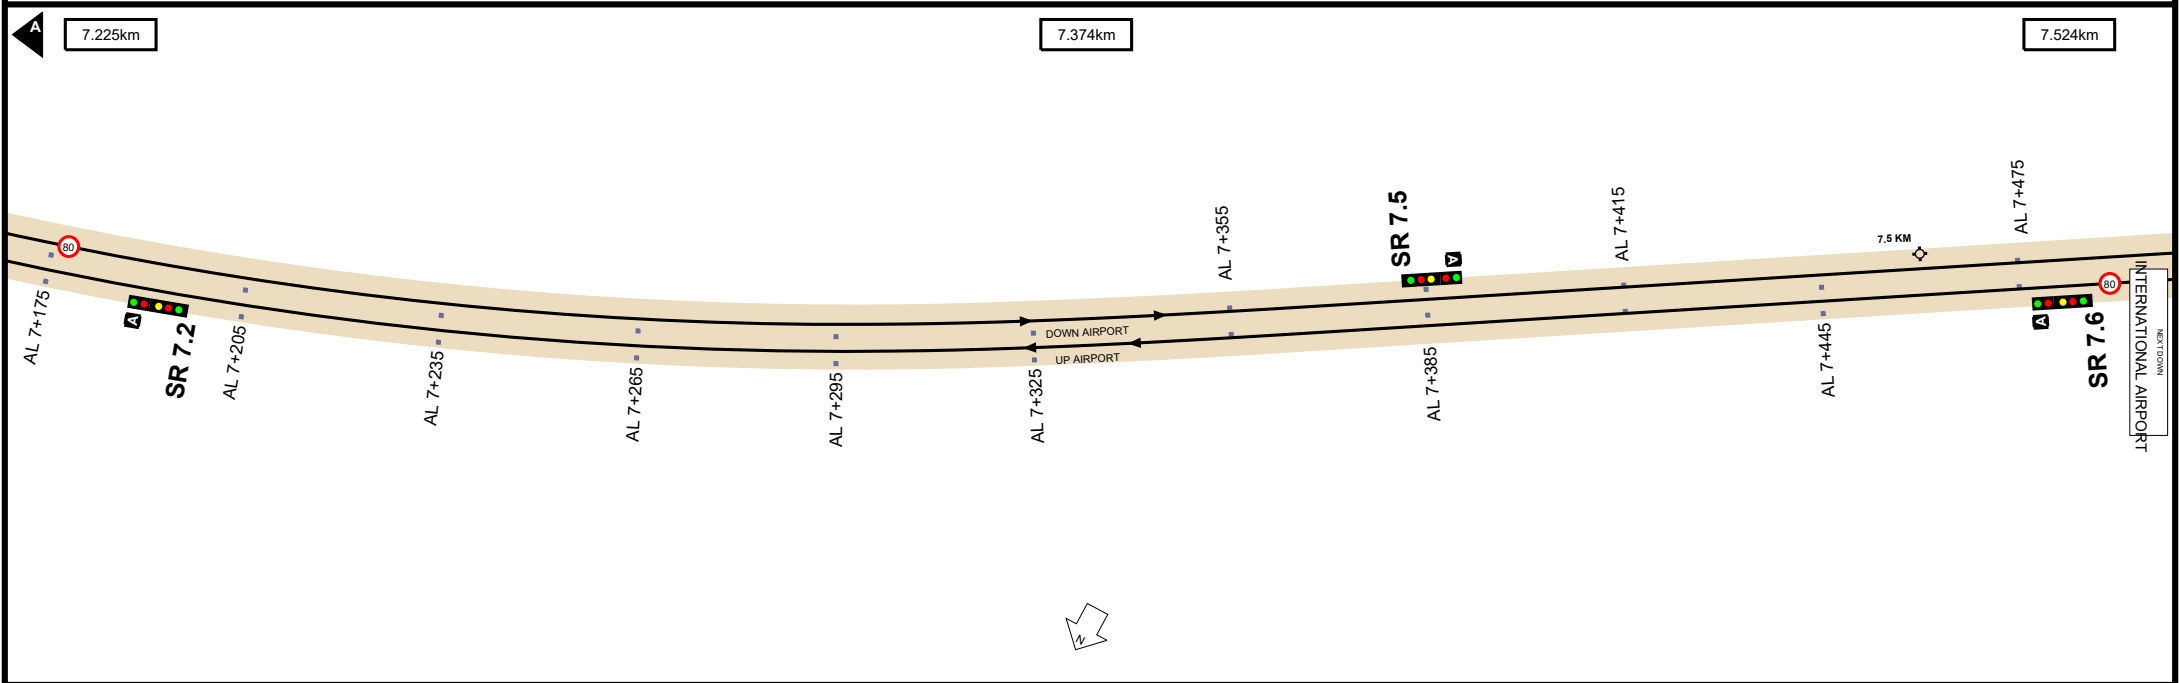 A
7.225km
7.374km
7.524km
80
AL 7+175
A
SR 7.2
AL 7+205
AL 7+235
AL 7+265
AL 7+295
AL 7+325
DOWN AIRPORT
UP AIRPORT
AL 7+355
SR 7.5
A
AL 7+385
AL 7+415
AL 7+445
7.5 KM
AL 7+475
A
SR 7.6
80
NEXT DOWN
INTERNATIONAL AIRPORT
N